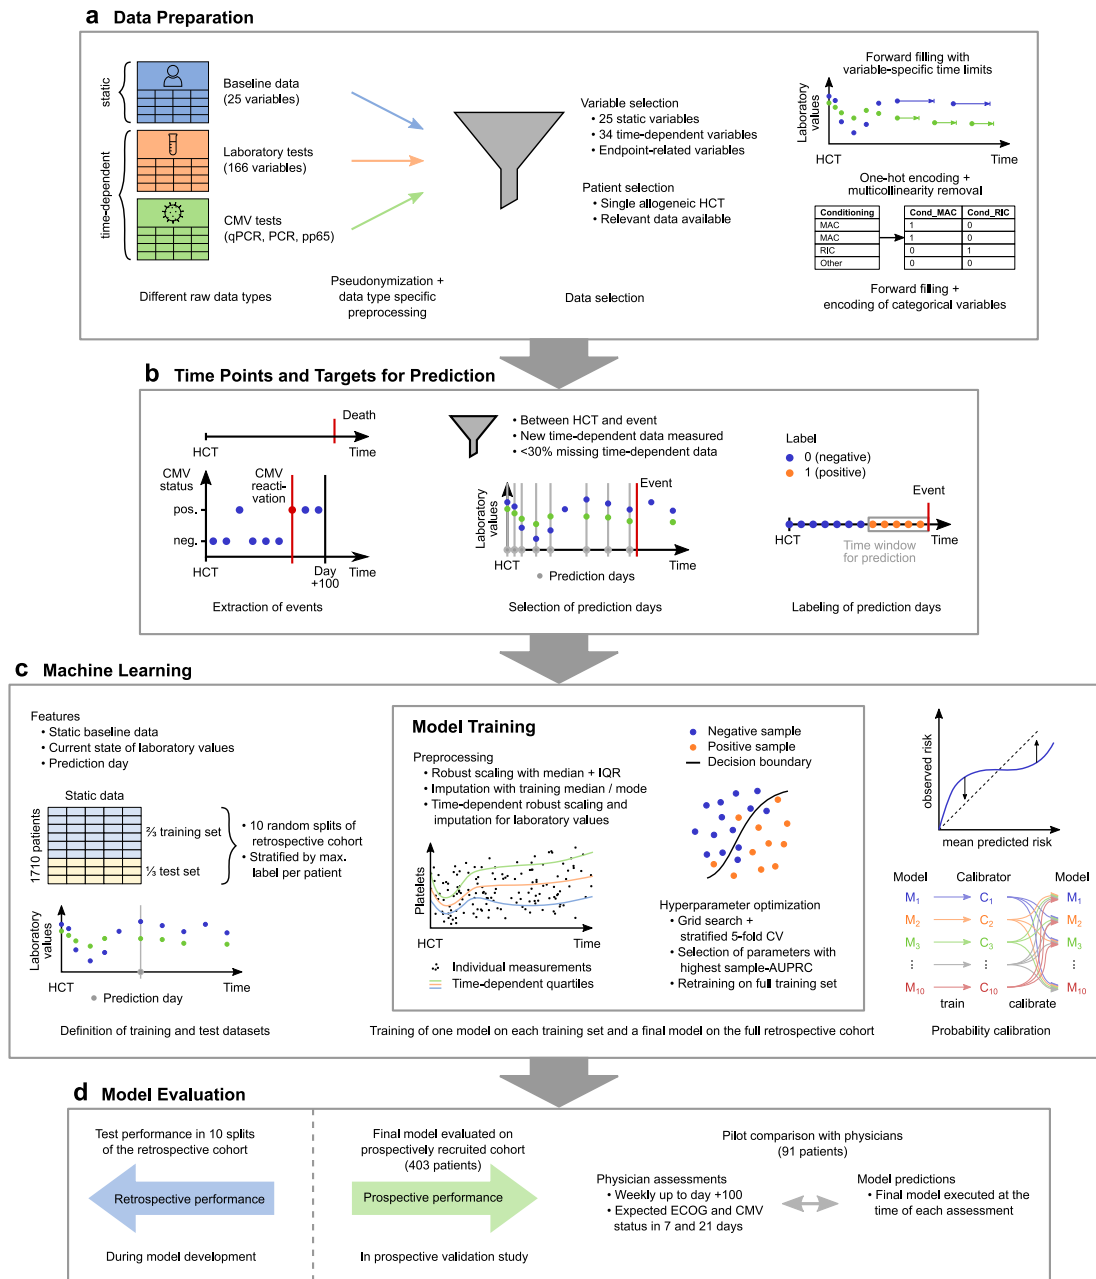 a Data Preparation
static
Baseline data
(25 variables)
time-dependent
Laboratory tests
(166 variables)
CMV tests
(qPCR, PCR, pp65)
Different raw data types
Pseudonymization +
data type specific
preprocessing
Variable selection
• 25 static variables
• 34 time-dependent variables
• Endpoint-related variables
Patient selection
• Single allogeneic HCT
• Relevant data available
Data selection
Forward filling with
variable-specific time limits
Laboratory
values
HCT
Time
One-hot encoding +
multicollinearity removal
Conditioning
MAC
MAC
RIC
Other
Cond_MAC Cond_RIC
1 0
1 0
0 1
0 0
Forward filling +
encoding of categorical variables
b Time Points and Targets for Prediction
Death
HCT
Time
CMV
status
CMV
reacti-
vation
pos.
neg.
HCT
Day
+100
Time
Extraction of events
• Between HCT and event
• New time-dependent data measured
• <30% missing time-dependent data
Event
Laboratory
values
HCT
Time
Prediction days
Selection of prediction days
Label
0 (negative)
1 (positive)
Event
HCT
Time
Time window
for prediction
Labeling of prediction days
c Machine Learning
Features
• Static baseline data
• Current state of laboratory values
• Prediction day
Static data
1710 patients
⅔ training set
⅓ test set
• 10 random splits of
retrospective cohort
• Stratified by max.
label per patient
Laboratory
values
HCT
Time
Prediction day
Definition of training and test datasets
Model Training
Preprocessing
• Robust scaling with median + IQR
• Imputation with training median / mode
• Time-dependent robust scaling and
imputation for laboratory values
Platelets
HCT
Time
Individual measurements
Time-dependent quartiles
Negative sample
Positive sample
Decision boundary
Hyperparameter optimization
• Grid search +
stratified 5-fold CV
• Selection of parameters with
highest sample-AUPRC
• Retraining on full training set
Training of one model on each training set and a final model on the full retrospective cohort
observed risk
mean predicted risk
Model Calibrator Model
M1 C1 M1
M2 C2 M2
M3 C3 M3
⋮ ⋮ ⋮
M10 C10 M10
train calibrate
Probability calibration
d Model Evaluation
Test performance in 10 splits
of the retrospective cohort
Retrospective performance
During model development
Final model evaluated on
prospectively recruited cohort
(403 patients)
Prospective performance
In prospective validation study
Pilot comparison with physicians
(91 patients)
Physician assessments
• Weekly up to day +100
• Expected ECOG and CMV
status in 7 and 21 days
Model predictions
• Final model executed at the
time of each assessment